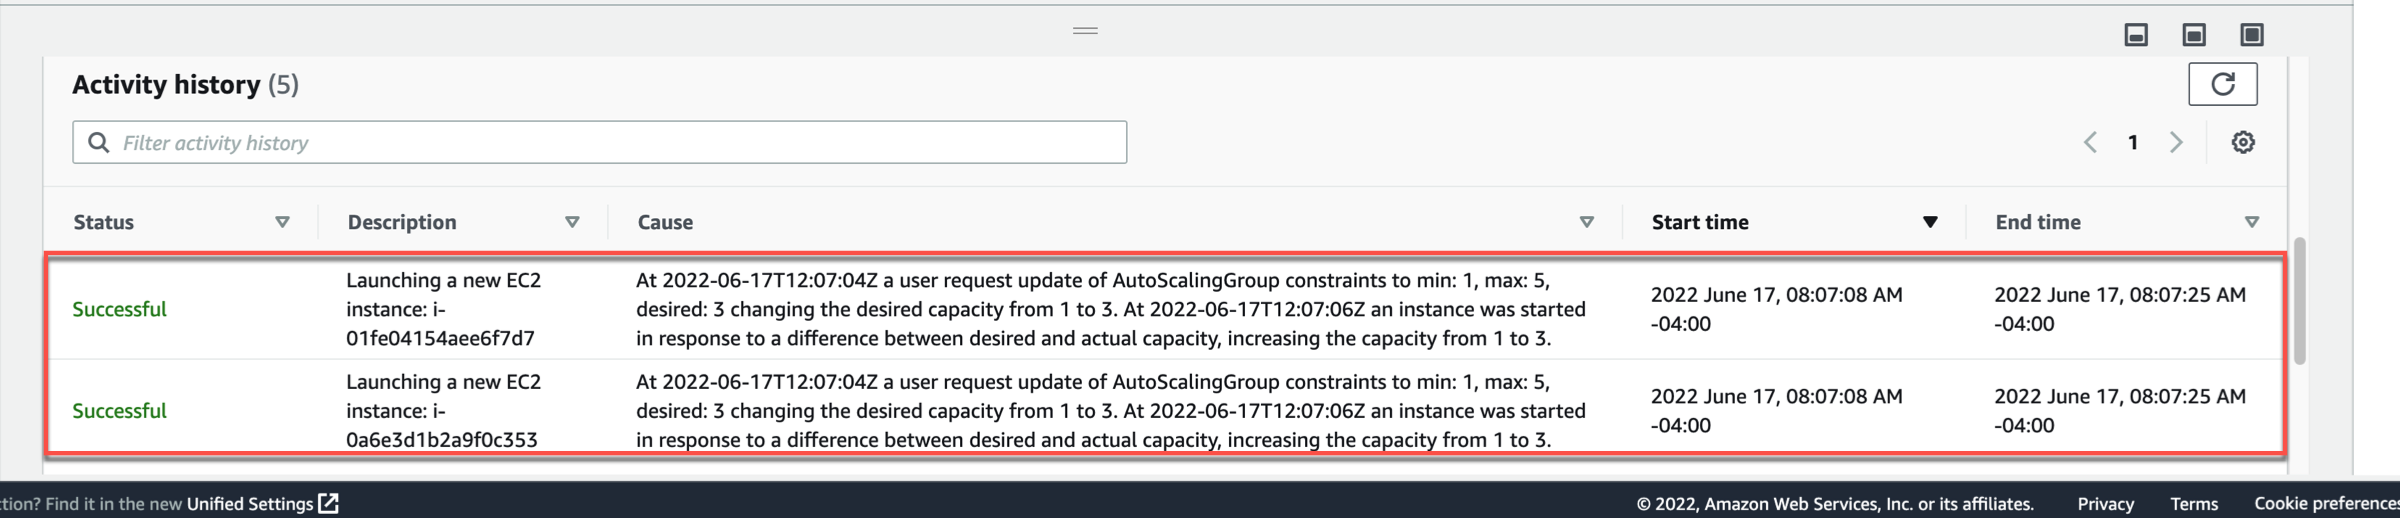 Activity history (5)
Filter activity history
1
Status
Description
Cause
Start time
End time
Successful
Launching a new EC2
instance: i-
01fe04154aee6f7d7
At 2022-06-17T12:07:04Z a user request update of AutoScalingGroup constraints to min: 1, max: 5,
desired: 3 changing the desired capacity from 1 to 3. At 2022-06-17T12:07:06Z an instance was started
in response to a difference between desired and actual capacity, increasing the capacity from 1 to 3.
2022 June 17, 08:07:08 AM
-04:00
2022 June 17, 08:07:25 AM
-04:00
Successful
Launching a new EC2
instance: i-
0a6e3d1b2a9f0c353
At 2022-06-17T12:07:04Z a user request update of AutoScalingGroup constraints to min: 1, max: 5,
desired: 3 changing the desired capacity from 1 to 3. At 2022-06-17T12:07:06Z an instance was started
in response to a difference between desired and actual capacity, increasing the capacity from 1 to 3.
2022 June 17, 08:07:08 AM
-04:00
2022 June 17, 08:07:25 AM
-04:00
ction? Find it in the new Unified Settings
© 2022, Amazon Web Services, Inc. or its affiliates.
Privacy
Terms
Cookie preferences